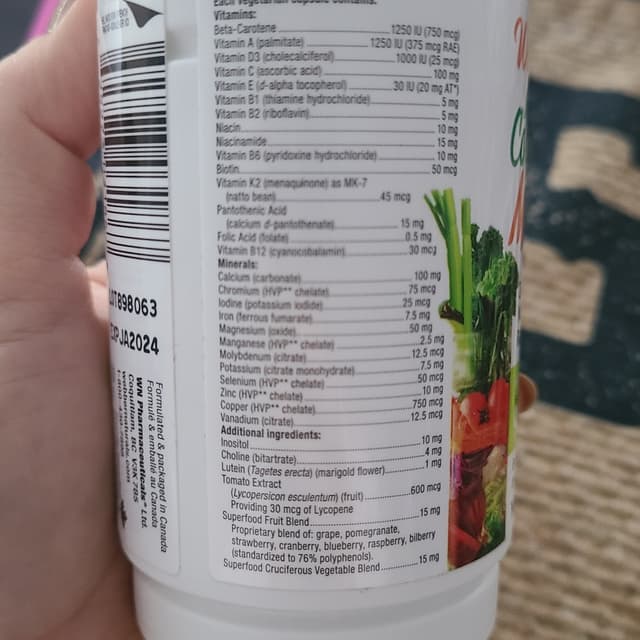 Each vegetarian capsule contains:
Vitamins:
Beta-Carotene 1250 IU (750 mcg)
Vitamin A (palmitate) 1250 IU (375 mcg RAE)
Vitamin D3 (cholecalciferol) 1000 IU (25 mcg)
Vitamin C (ascorbic acid) 100 mg
Vitamin E (d-alpha tocopherol) 30 IU (20 mg AT*)
Vitamin B1 (thiamine hydrochloride) 5 mg
Vitamin B2 (riboflavin) 5 mg
Niacin 10 mg
Niacinamide 15 mg
Vitamin B6 (pyridoxine hydrochloride) 10 mg
Biotin 50 mcg
Vitamin K2 (menaquinone) as MK-7
(natto bean) 45 mcg
Pantothenic Acid
(calcium d-pantothenate) 15 mg
Folic Acid (folate) 0.5 mg
Vitamin B12 (cyanocobalamin) 30 mcg
Minerals:
Calcium (carbonate) 100 mg
Chromium (HVP** chelate) 75 mcg
Iodine (potassium iodide) 25 mcg
Iron (ferrous fumarate) 7.5 mg
Magnesium (oxide) 50 mg
Manganese (HVP** chelate) 2.5 mg
Molybdenum (citrate) 12.5 mcg
Potassium (citrate monohydrate) 7.5 mg
Selenium (HVP** chelate) 50 mcg
Zinc (HVP** chelate) 10 mg
Copper (HVP** chelate) 750 mcg
Vanadium (citrate) 12.5 mcg
Additional ingredients:
Inositol 10 mg
Choline (bitartrate) 4 mg
Lutein (Tagetes erecta) (marigold flower) 1 mg
Tomato Extract
(Lycopersicon esculentum) (fruit) 600 mcg
Providing 30 mcg of Lycopene
Superfood Fruit Blend 15 mg
Proprietary blend of: grape, pomegranate,
strawberry, cranberry, blueberry, raspberry, bilberry
(standardized to 76% polyphenols).
Superfood Cruciferous Vegetable Blend 15 mg
LOT898063
EXPJA2024
Formulated & packaged in Canada
Formulé & emballé au Canada
WN Pharmaceuticals® Ltd.
Coquitlam, BC V3K 7B5